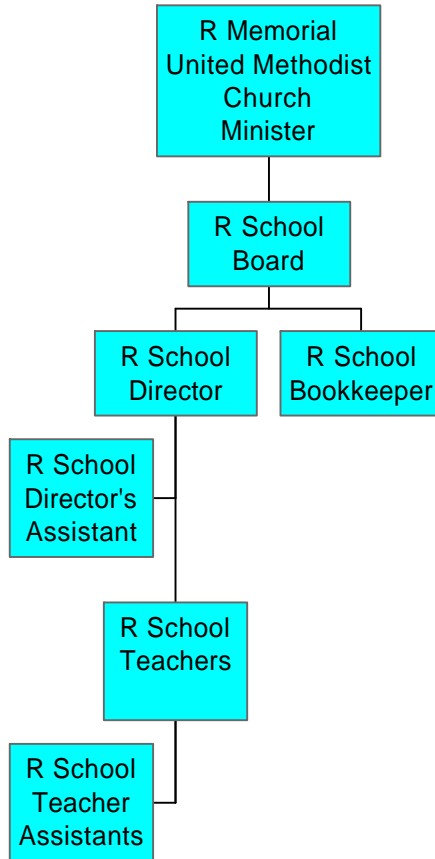 R Memorial
United Methodist
Church
Minister
R School
Board
R School
Director
R School
Bookkeeper
R School
Director's
Assistant
R School
Teachers
R School
Teacher
Assistants